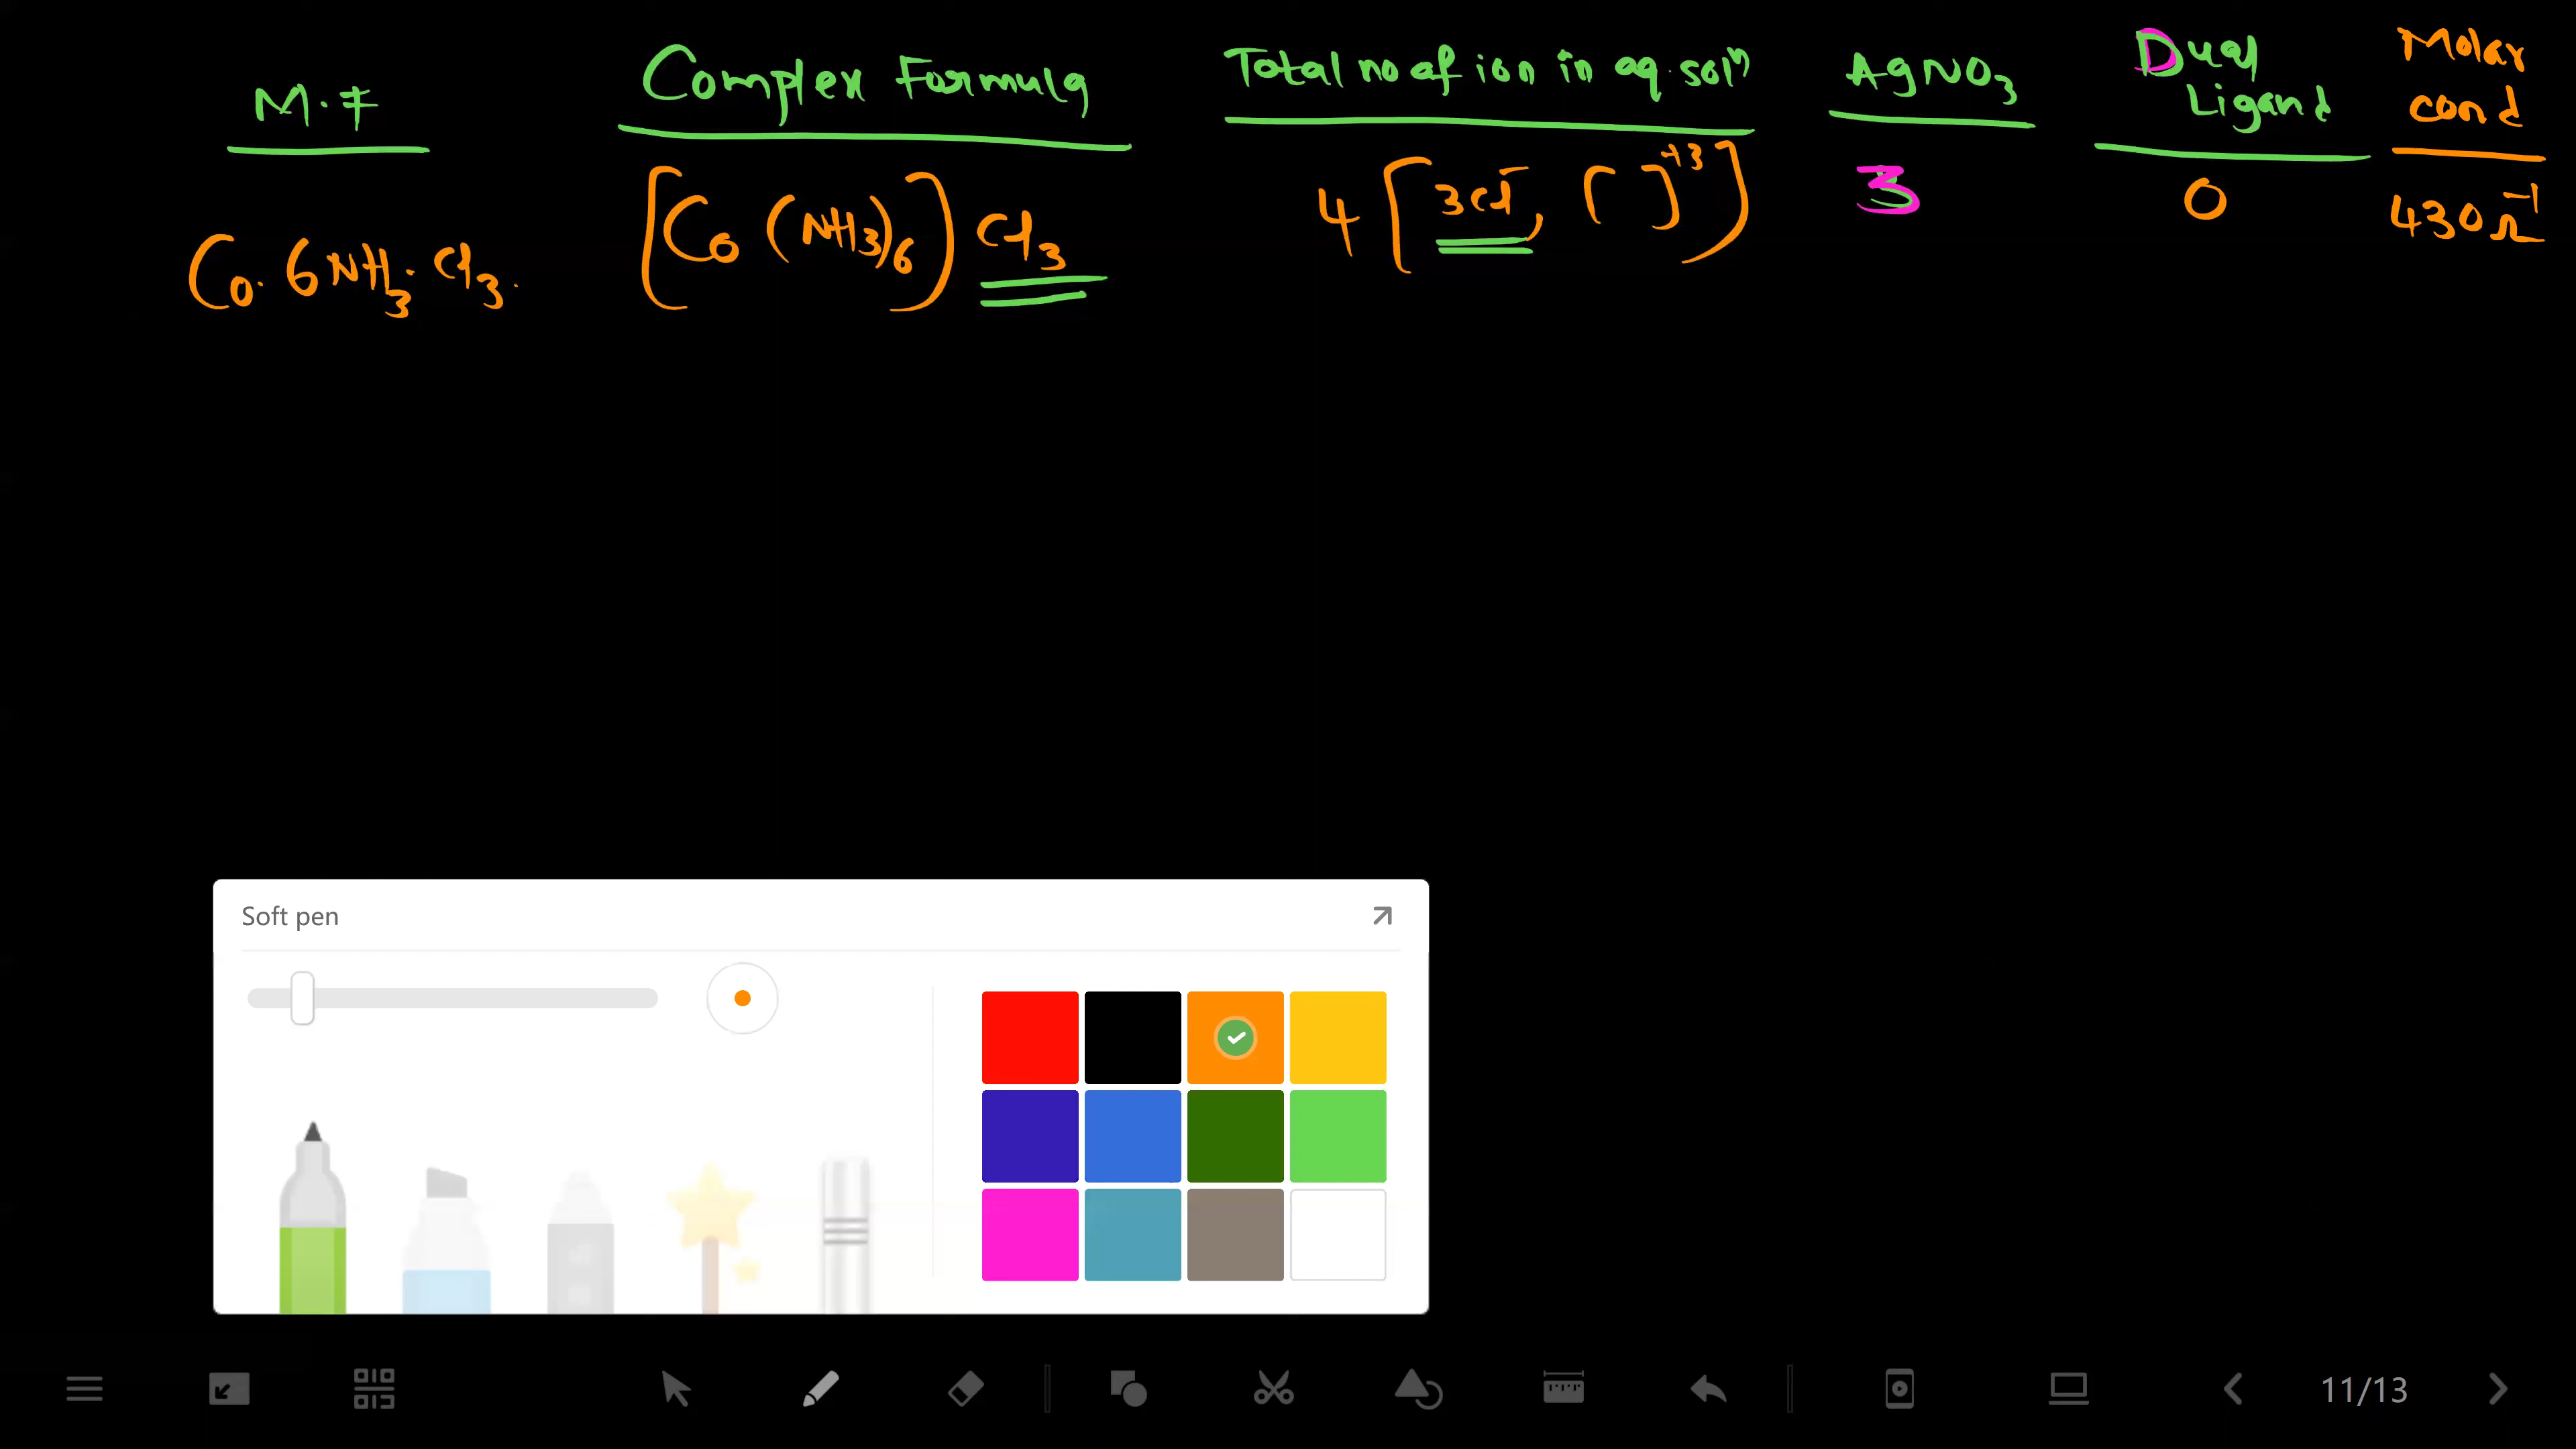 M.F Complex Formula Total no of ion in aq. solⁿ AgNO₃ Dual Ligand Molar cond
Co. 6NH₃. Cl₃. [Co (NH₃)₆] Cl₃ 4 [3Cl⁻, [ ]⁺³] 3 0 430 Ω⁻¹
Soft pen
11/13